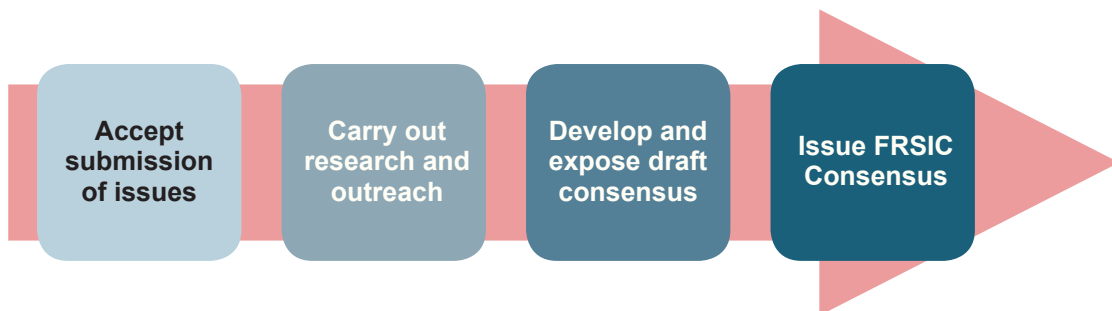 Accept
submission
of issues
Carry out
research and
outreach
Develop and
expose draft
consensus
Issue FRSIC
Consensus